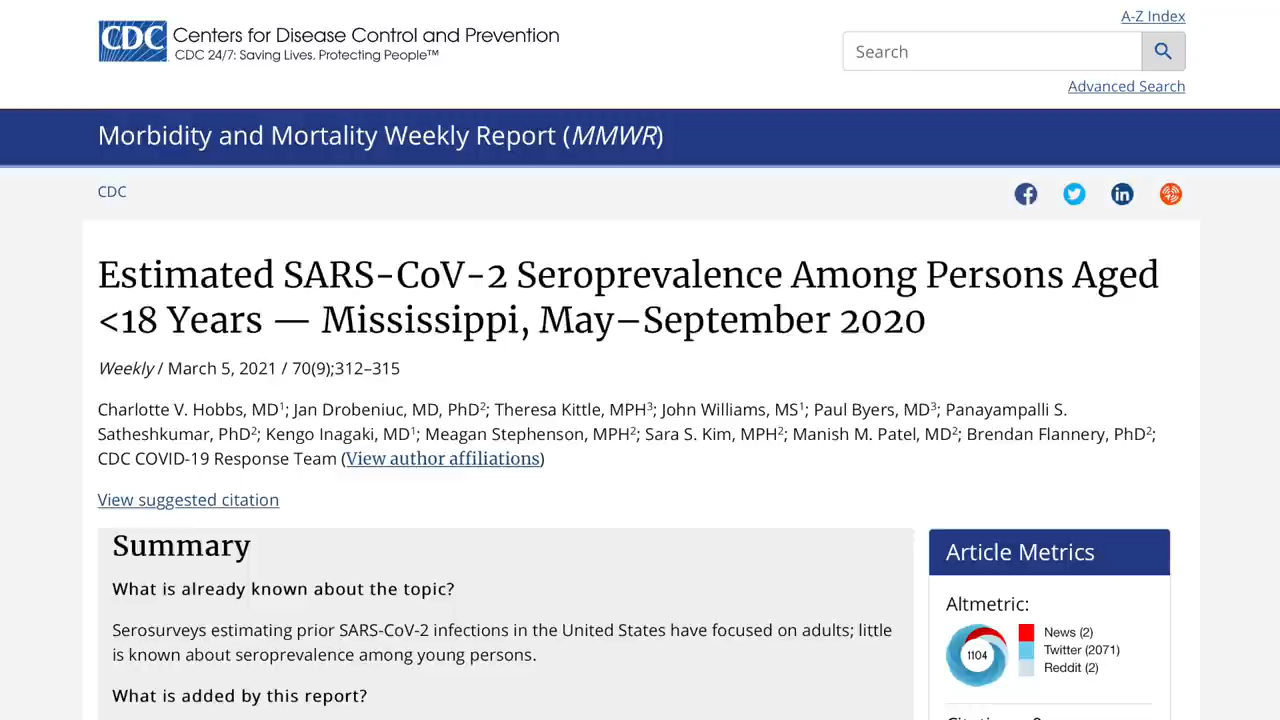 A-Z Index
CDC Centers for Disease Control and Prevention
CDC 24/7: Saving Lives. Protecting People™
Search
Advanced Search
Morbidity and Mortality Weekly Report (MMWR)
CDC
Estimated SARS-CoV-2 Seroprevalence Among Persons Aged
<18 Years — Mississippi, May–September 2020
Weekly / March 5, 2021 / 70(9);312–315
Charlotte V. Hobbs, MD¹; Jan Drobeniuc, MD, PhD²; Theresa Kittle, MPH³; John Williams, MS¹; Paul Byers, MD³; Panayampalli S.
Satheshkumar, PhD²; Kengo Inagaki, MD¹; Meagan Stephenson, MPH²; Sara S. Kim, MPH²; Manish M. Patel, MD²; Brendan Flannery, PhD²;
CDC COVID-19 Response Team (View author affiliations)
View suggested citation
Summary
What is already known about the topic?
Serosurveys estimating prior SARS-CoV-2 infections in the United States have focused on adults; little
is known about seroprevalence among young persons.
What is added by this report?
Article Metrics
Altmetric:
1104
News (2)
Twitter (2071)
Reddit (2)